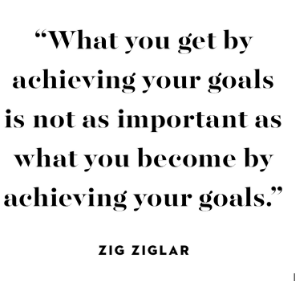 “What you get by
achieving your goals
is not as important as
what you become by
achieving your goals.”
ZIG ZIGLAR